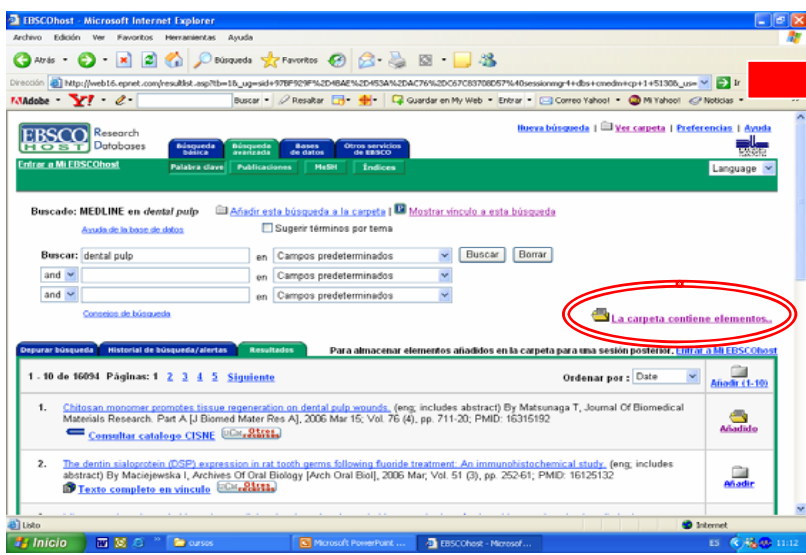 EBSCOhost - Microsoft Internet Explorer
Archivo Edición Ver Favoritos Herramientas Ayuda
Atrás Búsqueda Favoritos
Dirección http://web16.epnet.com/resultlist.asp? Ir
Adobe Y! Buscar Resaltar Guardar en My Web Entrar Correo Yahoo! Mi Yahoo! Noticias
Nueva búsqueda | Ver carpeta | Preferencias | Ayuda
EBSCO HOST Research Databases
Búsqueda básica Búsqueda avanzada Bases de datos Otros servicios de EBSCO
Entrar a Mi EBSCOhost Palabra clave Publicaciones MeSH Índices Language
Buscado: MEDLINE en dental pulp Añadir esta búsqueda a la carpeta | Mostrar vínculo a esta búsqueda
Ayuda de la base de datos Sugerir términos por tema
Buscar: dental pulp en Campos predeterminados Buscar Borrar
and en Campos predeterminados
and en Campos predeterminados
Consejos de búsqueda
La carpeta contiene elementos.
Depurar búsqueda Historial de búsqueda/alertas Resultados Para almacenar elementos añadidos en la carpeta para una sesión posterior, Entrar a Mi EBSCOhost
1 - 10 de 16094 Páginas: 1 2 3 4 5 Siguiente Ordenar por : Date Añadir (1-10)
1. Chitosan monomer promotes tissue regeneration on dental pulp wounds. (eng; includes abstract) By Matsunaga T, Journal Of Biomedical
Materials Research. Part A [J Biomed Mater Res A], 2006 Mar 15; Vol. 76 (4), pp. 711-20; PMID: 16315192
Consultar catalogo CISNE Otros recursos Añadido
2. The dentin sialoprotein (DSP) expression in rat tooth germs following fluoride treatment: An immunohistochemical study. (eng; includes
abstract) By Maciejewska I, Archives Of Oral Biology [Arch Oral Biol], 2006 Mar; Vol. 51 (3), pp. 252-61; PMID: 16125132
Texto completo en vínculo Añadir
Listo Internet
Inicio cursos Microsoft PowerPoint ... EBSCOhost - Microsof... ES 11:12